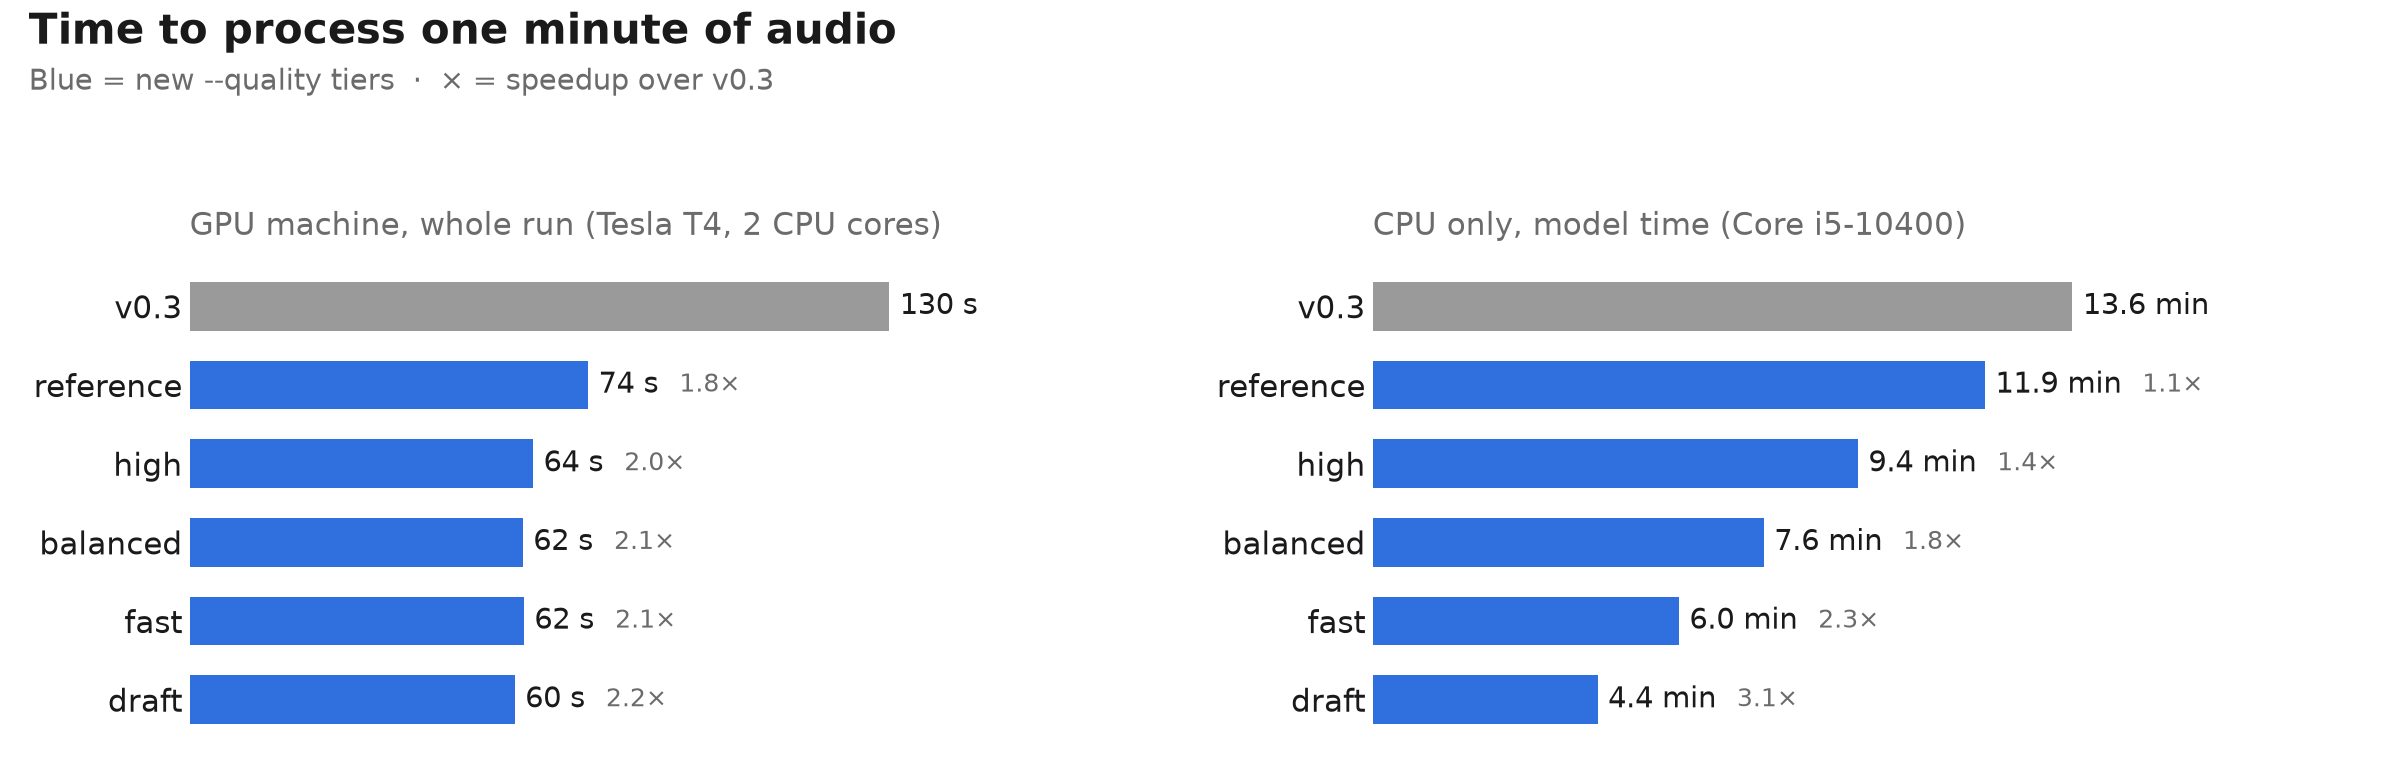 Time to process one minute of audio
Blue = new --quality tiers · × = speedup over v0.3
GPU machine, whole run (Tesla T4, 2 CPU cores)
v0.3 130 s
reference 74 s 1.8×
high 64 s 2.0×
balanced 62 s 2.1×
fast 62 s 2.1×
draft 60 s 2.2×
CPU only, model time (Core i5-10400)
v0.3 13.6 min
reference 11.9 min 1.1×
high 9.4 min 1.4×
balanced 7.6 min 1.8×
fast 6.0 min 2.3×
draft 4.4 min 3.1×